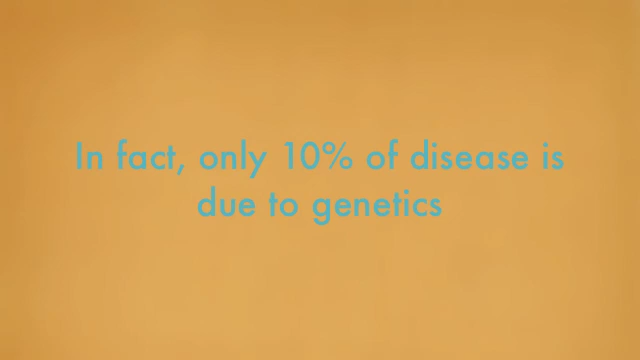 In fact, only 10% of disease is
due to genetics